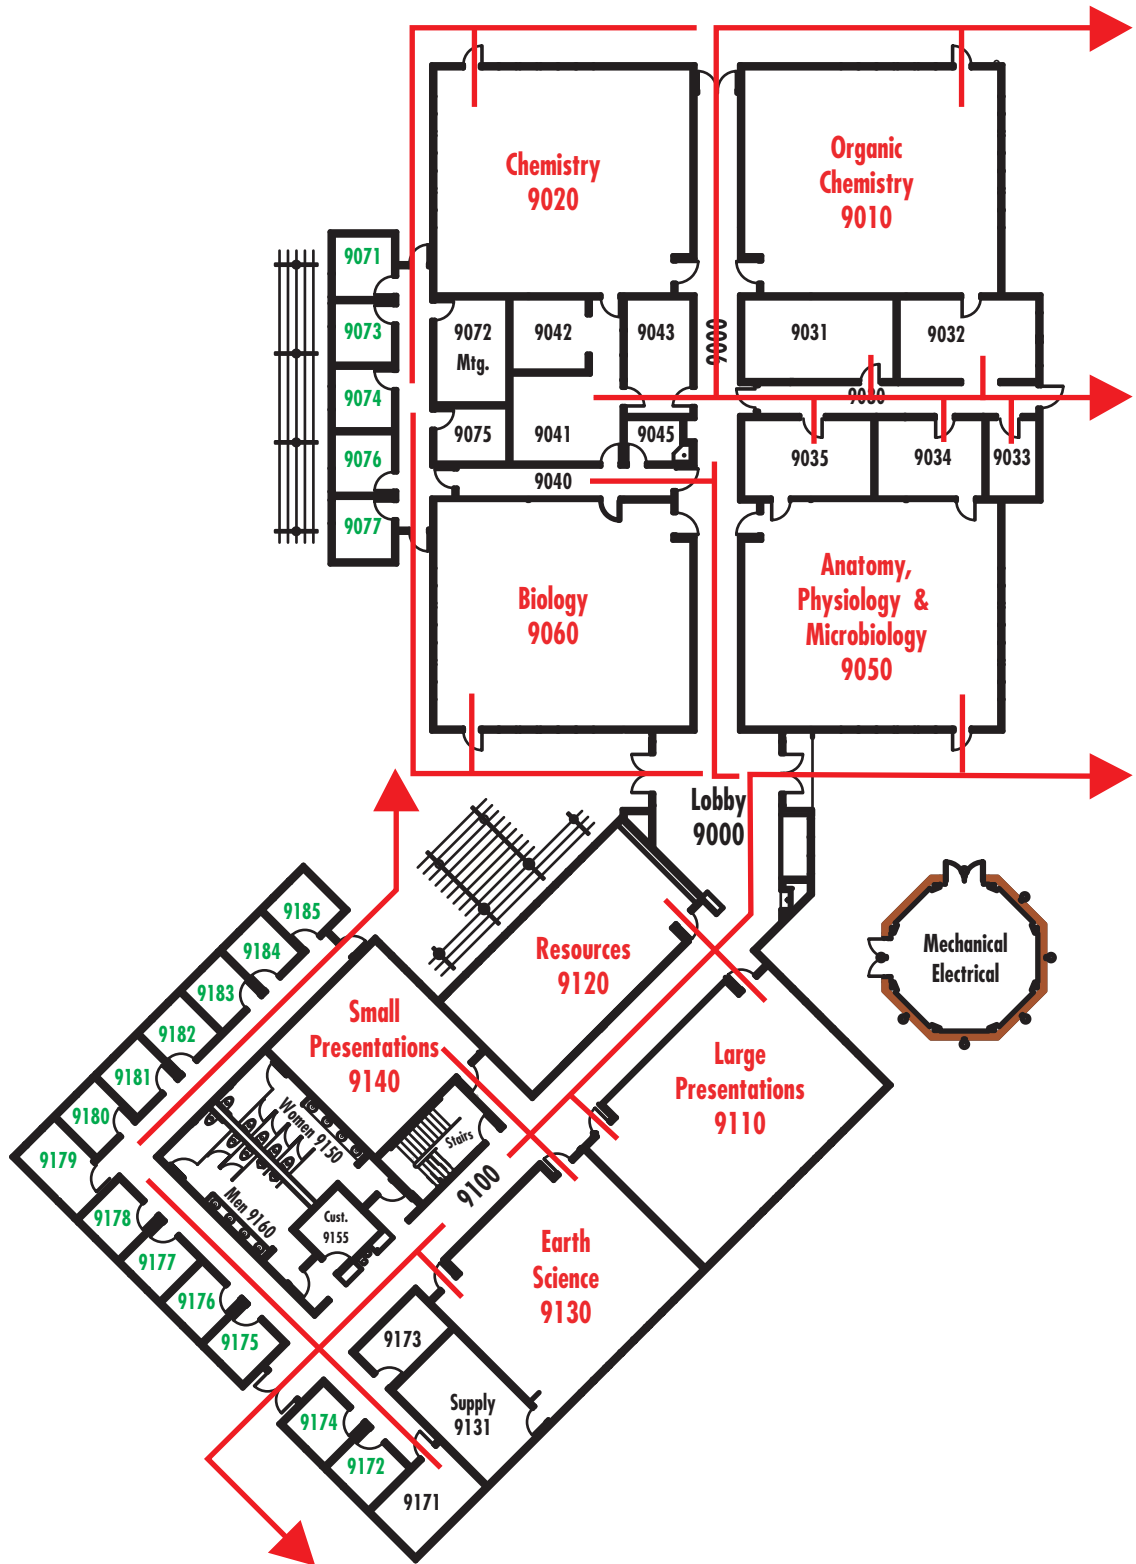 Chemistry
9020
Organic
Chemistry
9010
9071
9073
9074
9076
9077
9072
Mtg.
9042
9043
9006
9031
9032
9030
9075
9041
9045
9035
9034
9033
9040
Biology
9060
Anatomy,
Physiology &
Microbiology
9050
Lobby
9000
Mechanical
Electrical
Resources
9120
Small
Presentations
9140
Large
Presentations
9110
9185
9184
9183
9182
9181
9180
9179
9178
9177
9176
9175
9174
9172
9171
Women 9150
Men 9160
Cust.
9155
Stairs
9100
Earth
Science
9130
9173
Supply
9131